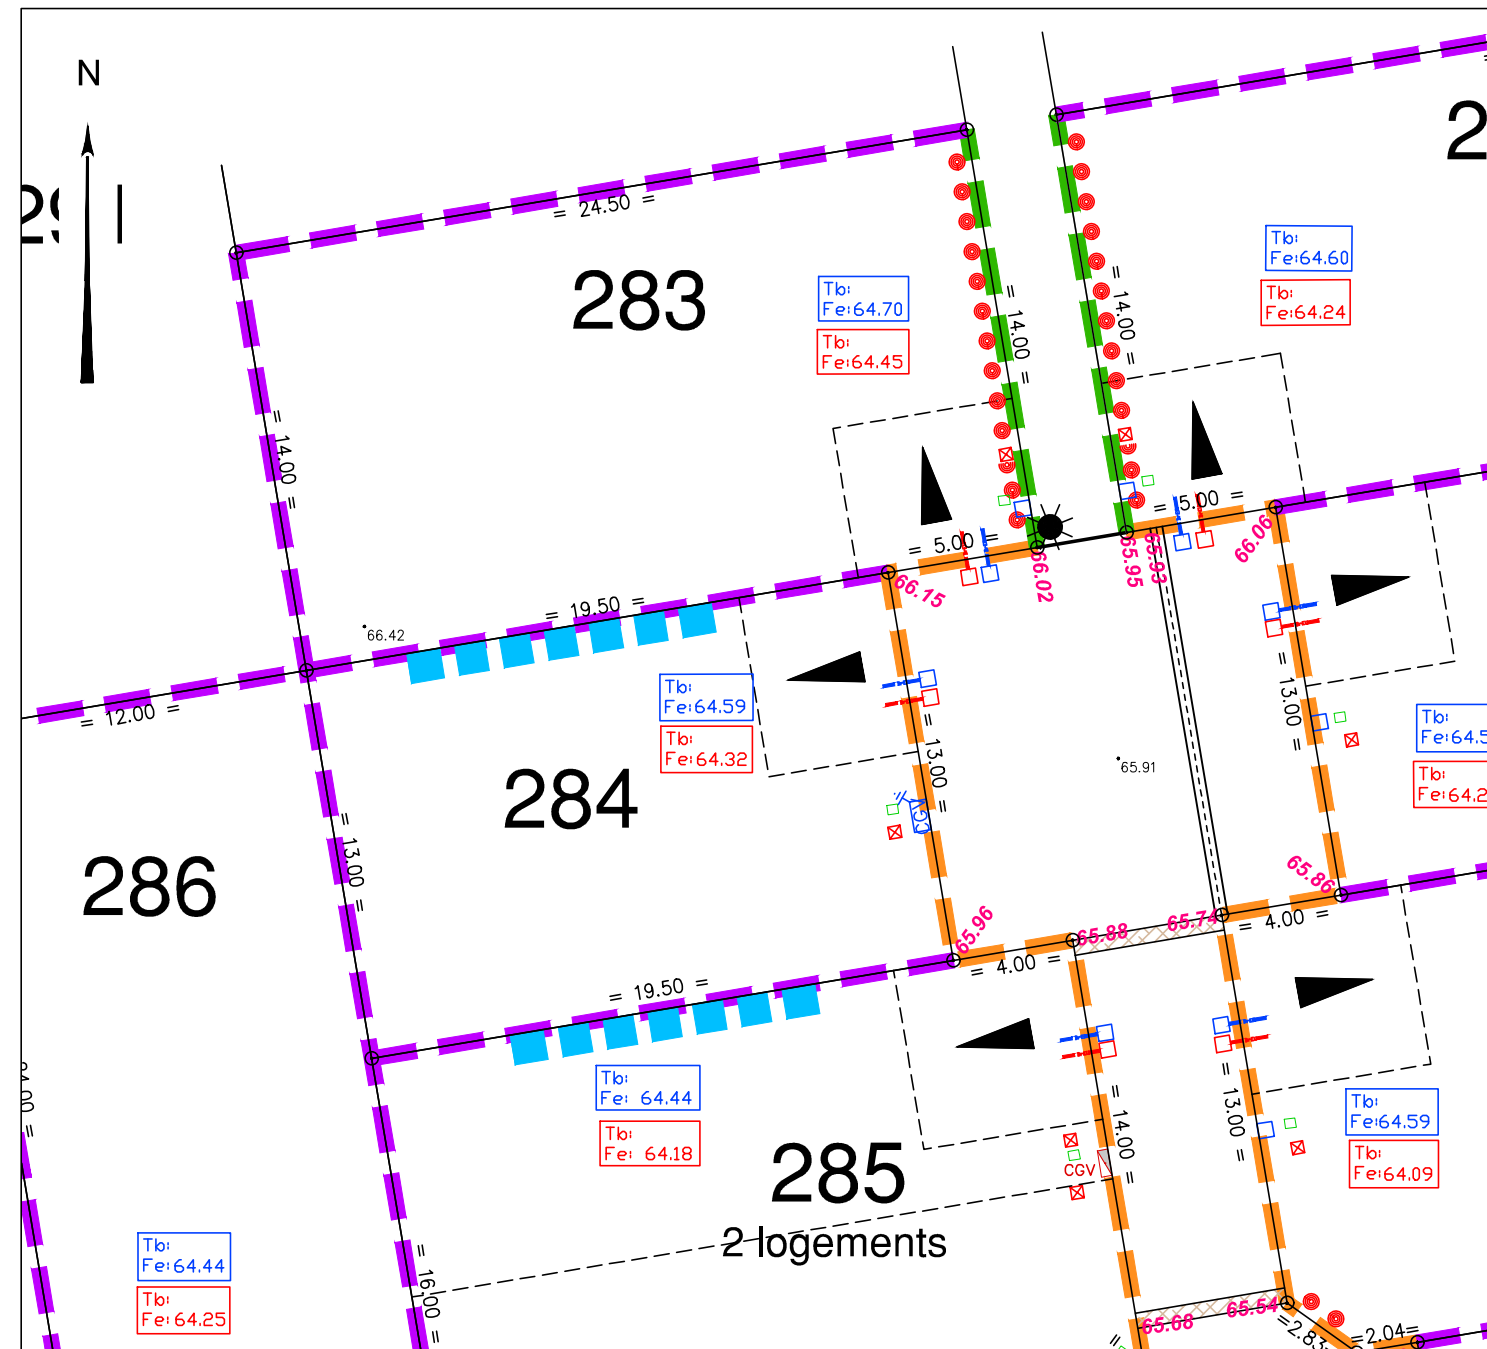 N
= 24.50 =
283
Tb:
Fe:64.70
Tb:
Fe:64.45
= 14.00 =
= 14.00 =
Tb:
Fe:64.60
Tb:
Fe:64.24
= 14.00 =
= 5.00 =
= 5.00 =
66.15
66.02
65.95
65.93
66.06
= 19.50 =
66.42
= 12.00 =
Tb:
Fe:64.59
Tb:
Fe:64.32
284
= 13.00 =
CGV
65.91
= 13.00 =
Tb:
Tb:
286
= 13.00 =
65.96
65.88
65.74
65.86
= 4.00 =
= 4.00 =
= 19.50 =
Tb:
Fe: 64.44
Tb:
Fe: 64.18
285
2 logements
= 14.00 =
CGV
= 13.00 =
Tb:
Fe:64.59
Tb:
Fe:64.09
Tb:
Fe:64.44
Tb:
Fe:64.25
= 16.00 =
65.68
65.54
=2.83=
=2.04=